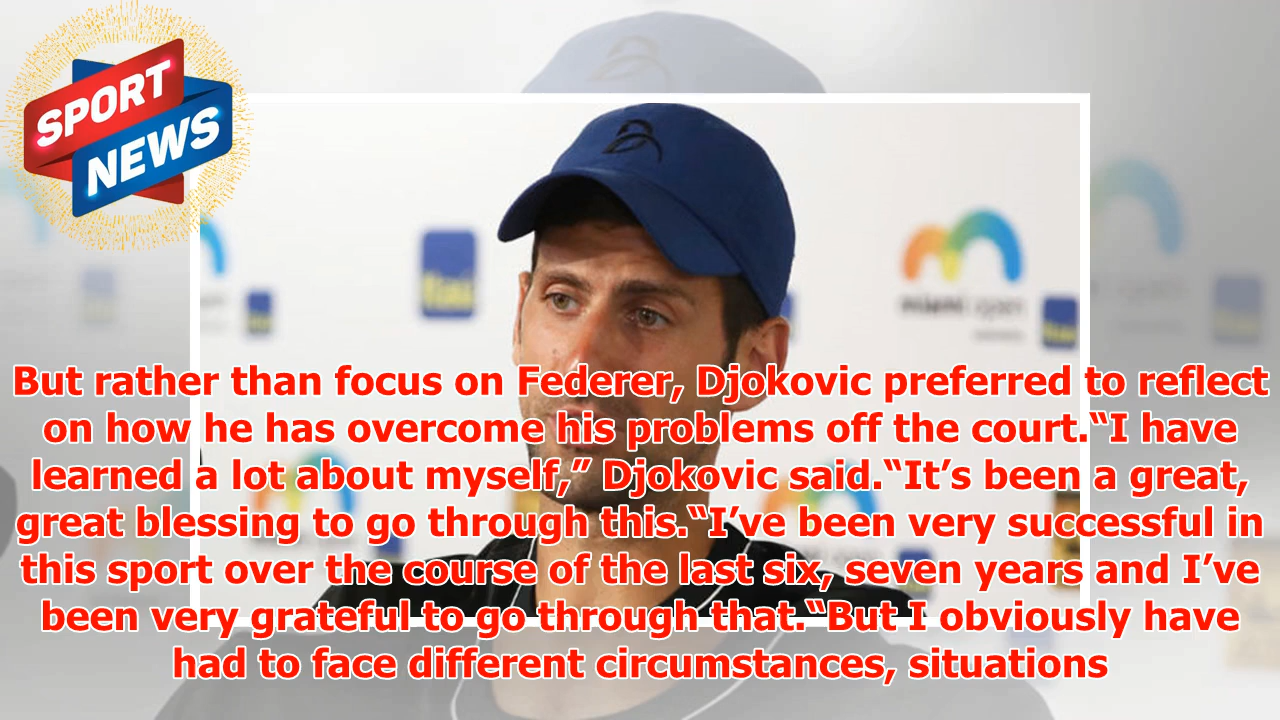 SPORT
NEWS
Itaú
miami open
But rather than focus on Federer, Djokovic preferred to reflect
on how he has overcome his problems off the court.“I have
learned a lot about myself,” Djokovic said.“It’s been a great,
great blessing to go through this.“I’ve been very successful in
this sport over the course of the last six, seven years and I’ve
been very grateful to go through that.“But I obviously have
had to face different circumstances, situations